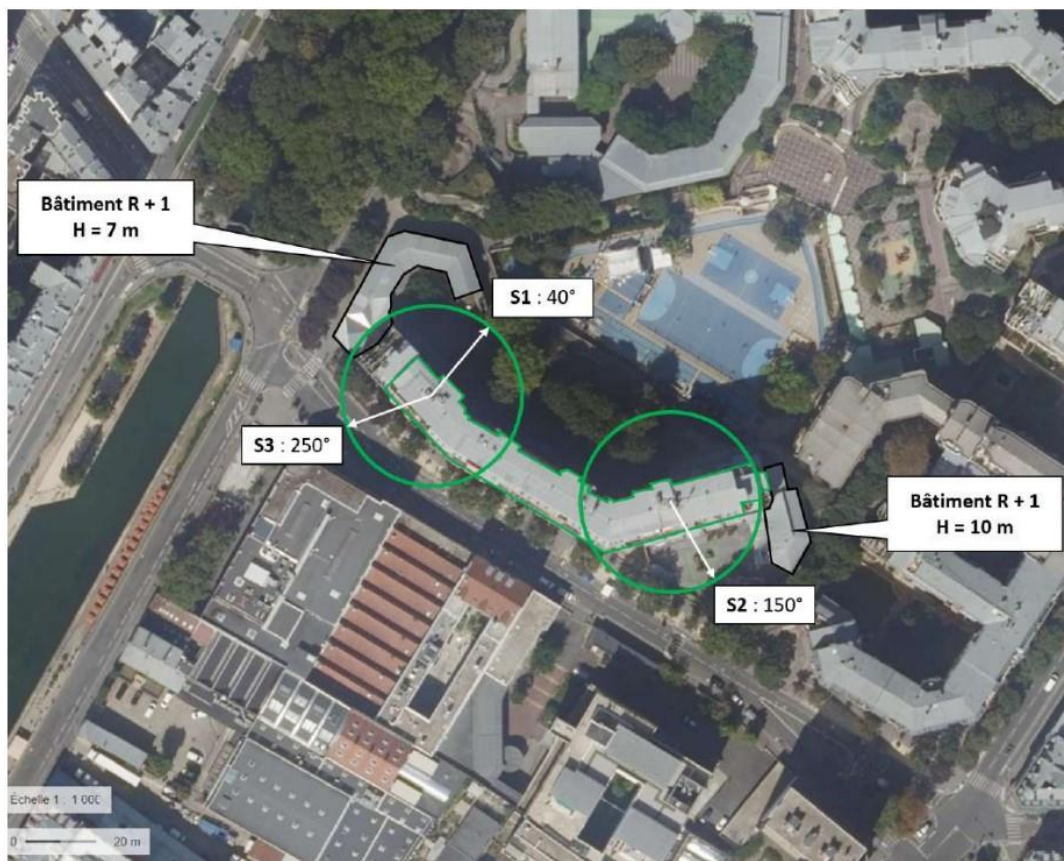 Bâtiment R + 1
H = 7 m
S1 : 40°
S3 : 250°
Bâtiment R + 1
H = 10 m
S2 : 150°
Échelle 1 : 1 000
0 20 m